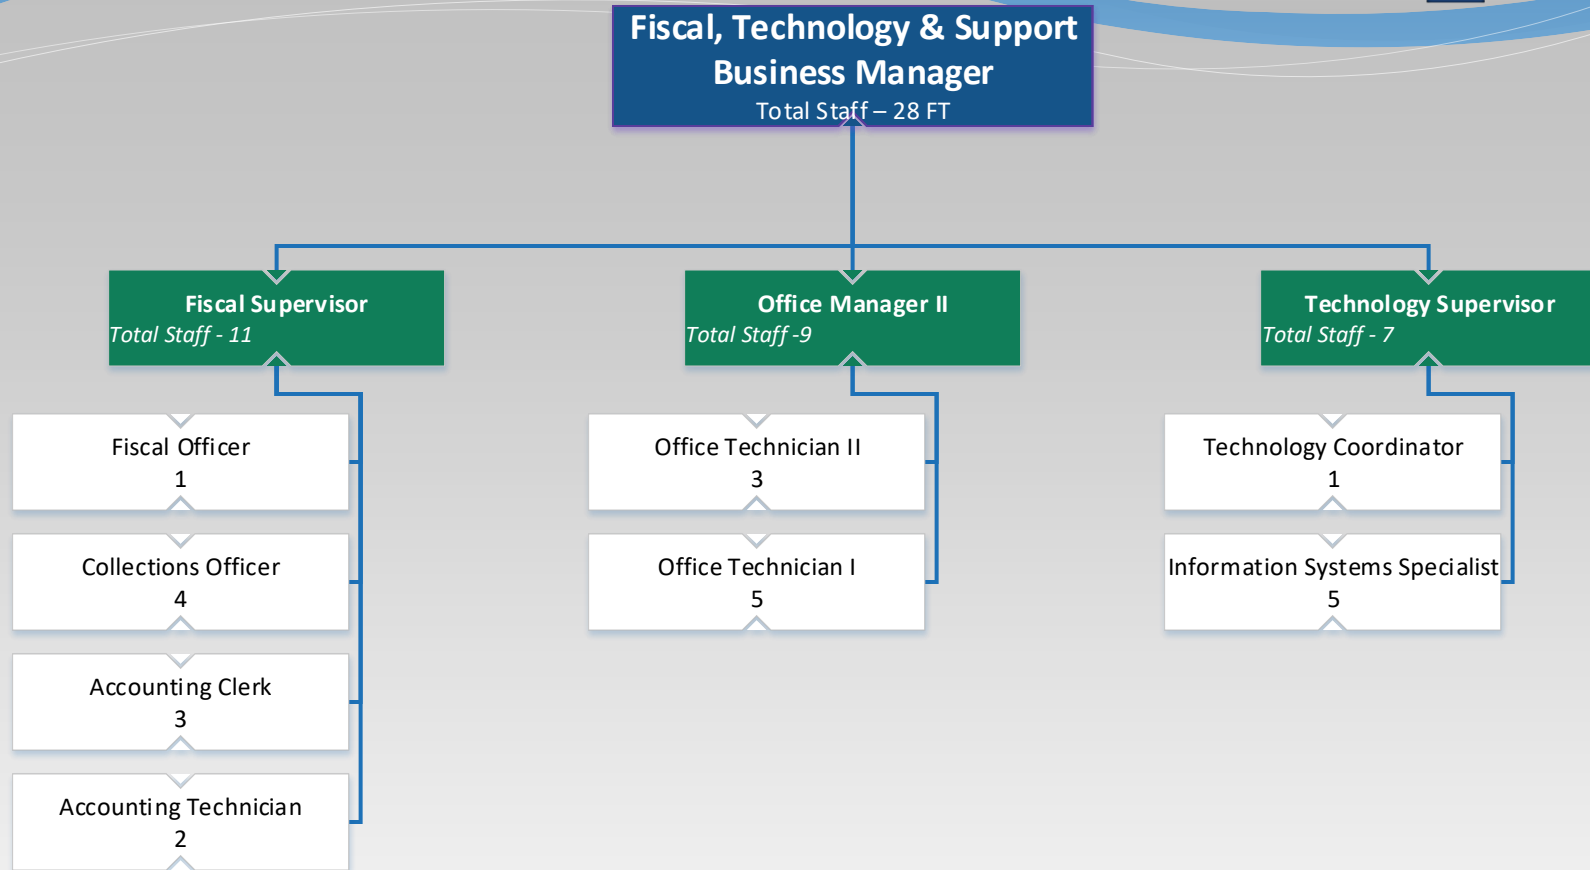 Fiscal, Technology & Support
Business Manager
Total Staff – 28 FT
Fiscal Supervisor
Total Staff - 11
Office Manager II
Total Staff -9
Technology Supervisor
Total Staff - 7
Fiscal Officer
1
Collections Officer
4
Accounting Clerk
3
Accounting Technician
2
Office Technician II
3
Office Technician I
5
Technology Coordinator
1
Information Systems Specialist
5